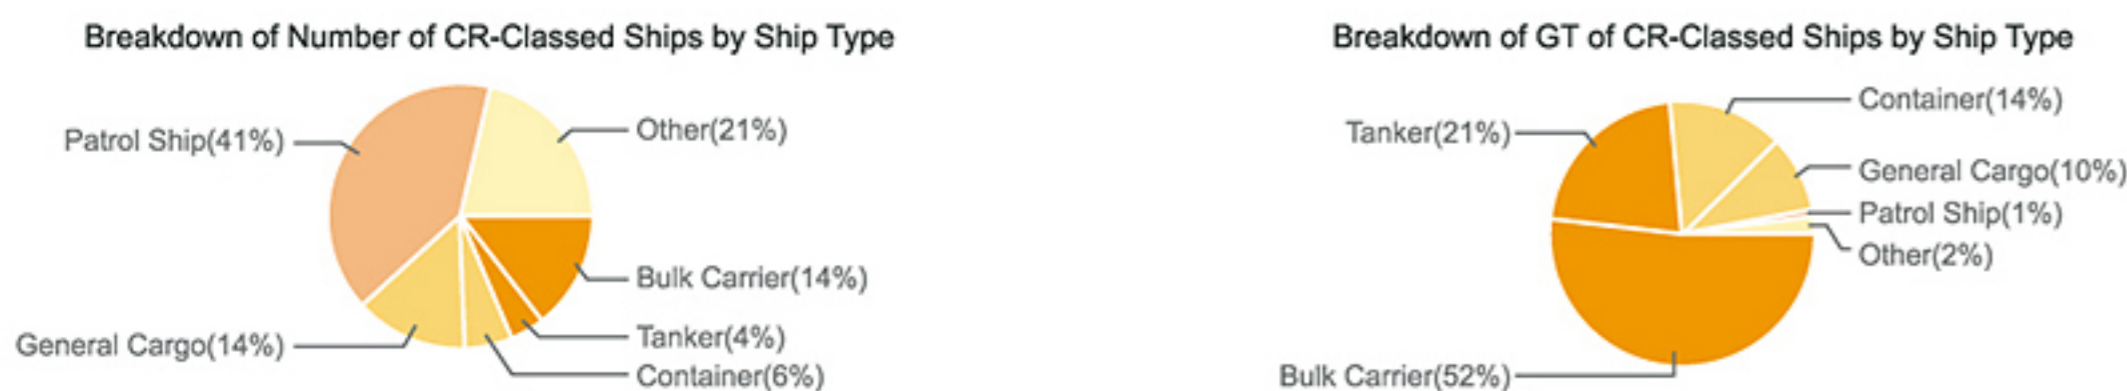 Breakdown of Number of CR-Classed Ships by Ship Type
Patrol Ship(41%)
Other(21%)
Bulk Carrier(14%)
General Cargo(14%)
Tanker(4%)
Container(6%)
Breakdown of GT of CR-Classed Ships by Ship Type
Container(14%)
Tanker(21%)
General Cargo(10%)
Patrol Ship(1%)
Other(2%)
Bulk Carrier(52%)